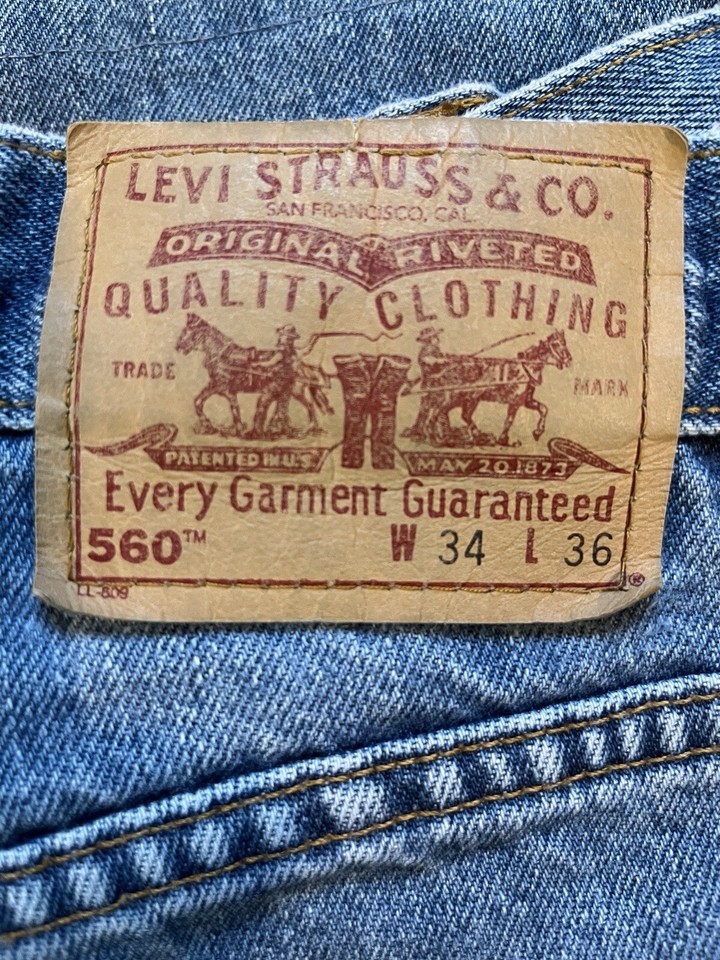 LEVI STRAUSS & CO.
SAN FRANCISCO, CAL.
ORIGINAL RIVETED
QUALITY CLOTHING
TRADE MARK
PATENTED IN U.S. MAY 20.1873
Every Garment Guaranteed
560™ W 34 L 36
LL-809 ®